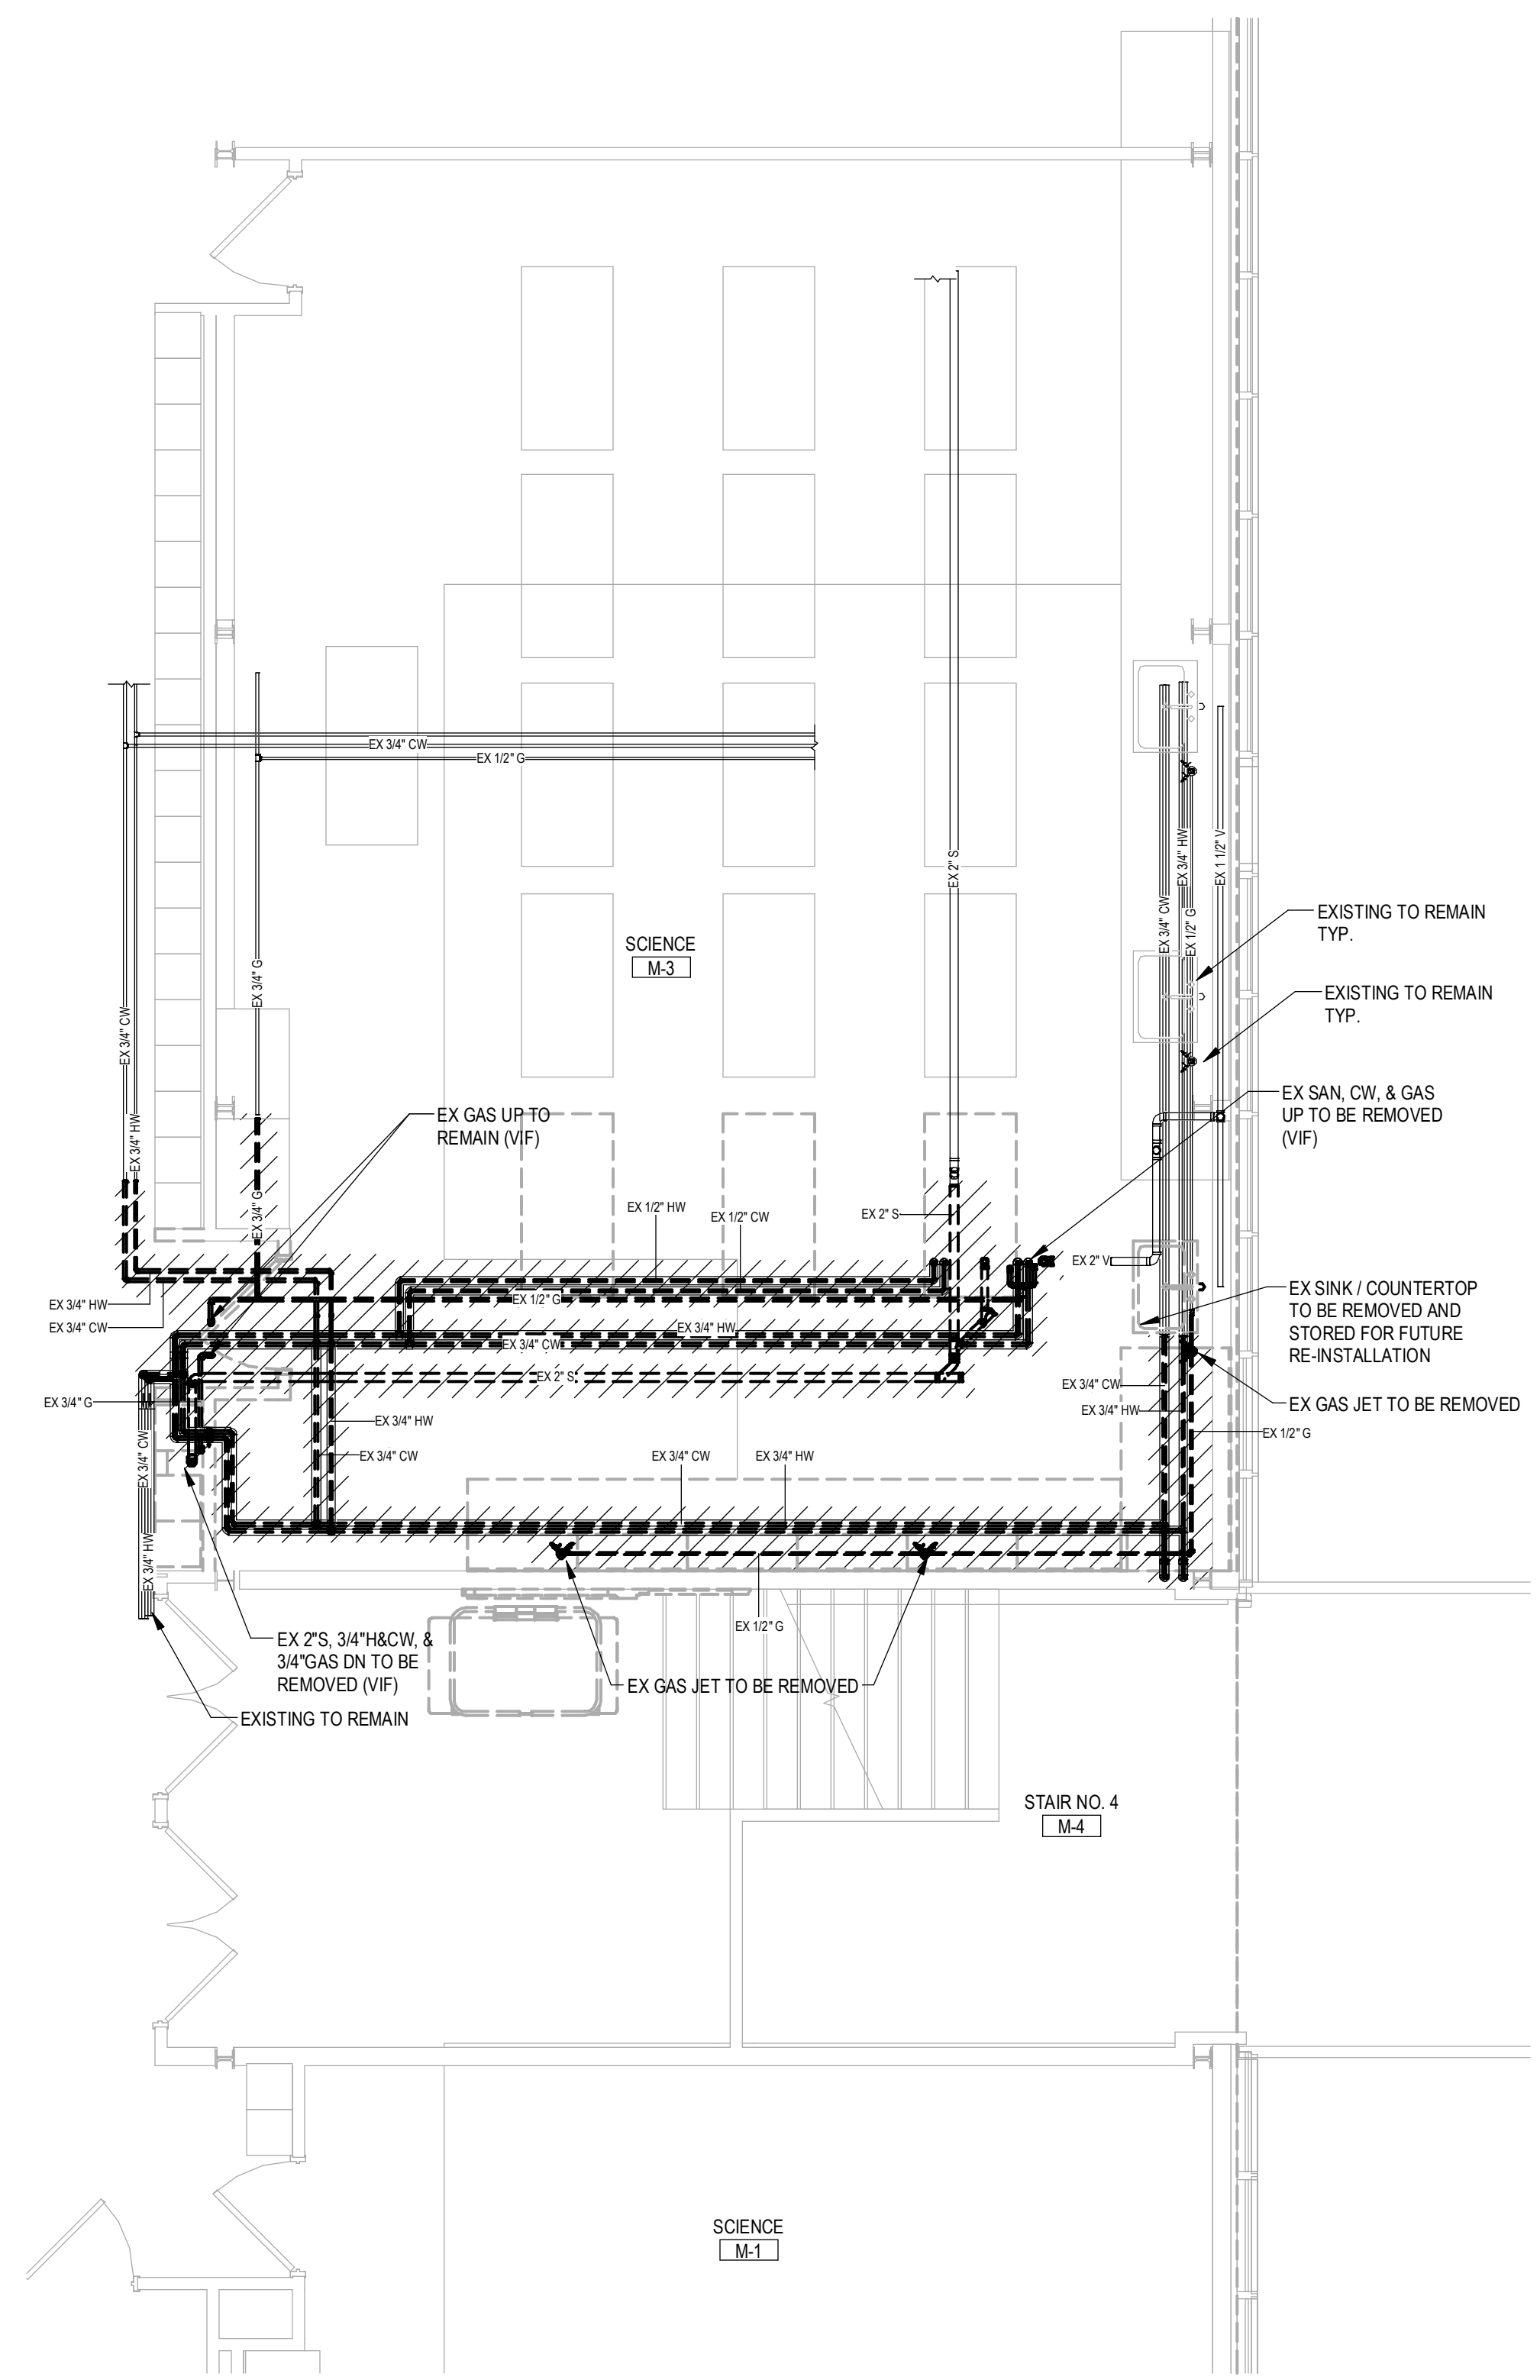 EX 3/4" CW
EX 1/2" G
EX 2" S
EX 3/4" CW
EX 3/4" HW
EX 1/2" G
EX 1 1/2" V
EXISTING TO REMAIN
TYP.
SCIENCE
M-3
EX 3/4" G
EX 3/4" CW
EX 3/4" HW
EXISTING TO REMAIN
TYP.
EX GAS UP TO
REMAIN (VIF)
EX SAN, CW, & GAS
UP TO BE REMOVED
(VIF)
EX 3/4" G
EX 1/2" HW
EX 1/2" CW
EX 2" S
EX 2" V
EX 3/4" HW
EX 3/4" CW
EX 1/2" G
EX 3/4" HW
EX 3/4" CW
EX 2" S
EX SINK / COUNTERTOP
TO BE REMOVED AND
STORED FOR FUTURE
RE-INSTALLATION
EX 3/4" G
EX 3/4" CW
EX 3/4" HW
EX GAS JET TO BE REMOVED
EX 3/4" HW
EX 3/4" CW
EX 3/4" CW
EX 3/4" HW
EX 1/2" G
EX 3/4" CW
EX 3/4" HW
EX 1/2" G
EX 2"S, 3/4"H&CW, &
3/4"GAS DN TO BE
REMOVED (VIF)
EX GAS JET TO BE REMOVED
EXISTING TO REMAIN
STAIR NO. 4
M-4
SCIENCE
M-1